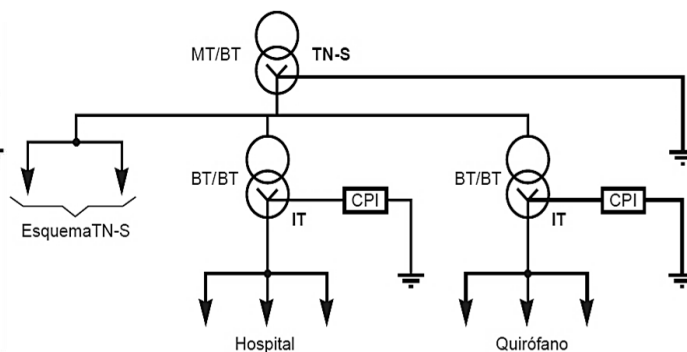 MT/BT TN-S
BT/BT CPI
IT
BT/BT CPI
IT
EsquemaTN-S
Hospital
Quirófano